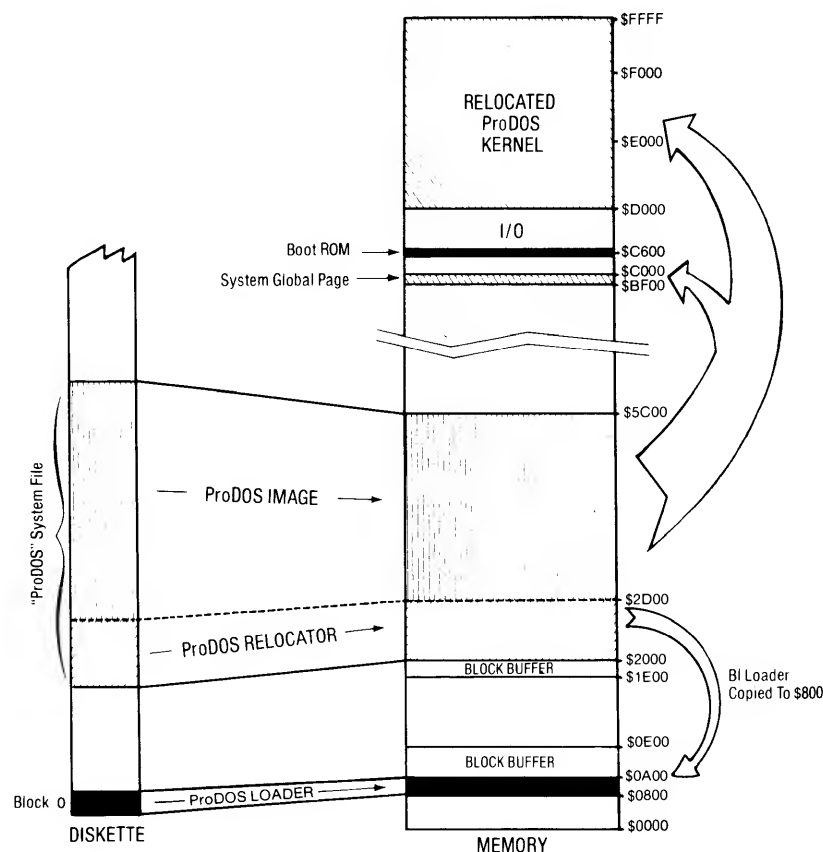 $FFFF
$F000
RELOCATED
ProDOS
KERNEL
$E000
$D000
I/O
Boot ROM
$C600
System Global Page
$C000
$BF00
$5C00
"ProDOS" System File
ProDOS IMAGE
$2D00
ProDOS RELOCATOR
$2000
BLOCK BUFFER
$1E00
BI Loader
Copied To $800
$0E00
BLOCK BUFFER
$0A00
Block 0
ProDOS LOADER
$0800
$0000
DISKETTE
MEMORY